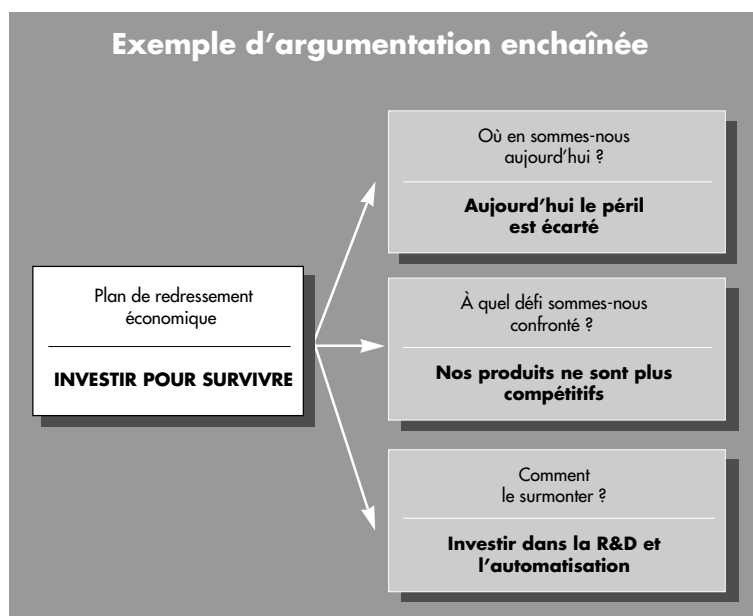 Exemple d'argumentation enchaînée
Où en sommes-nous
aujourd'hui ?
Aujourd'hui le péril
est écarté
Plan de redressement
économique
INVESTIR POUR SURVIVRE
À quel défi sommes-nous
confronté ?
Nos produits ne sont plus
compétitifs
Comment
le surmonter ?
Investir dans la R&D et
l'automatisation